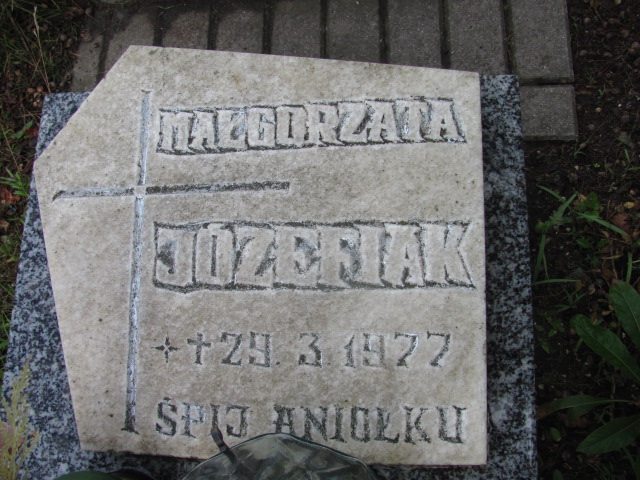 MAŁGORZATA
JÓZEFIAK
++29.3.1977
ŚPIJ ANIOŁKU